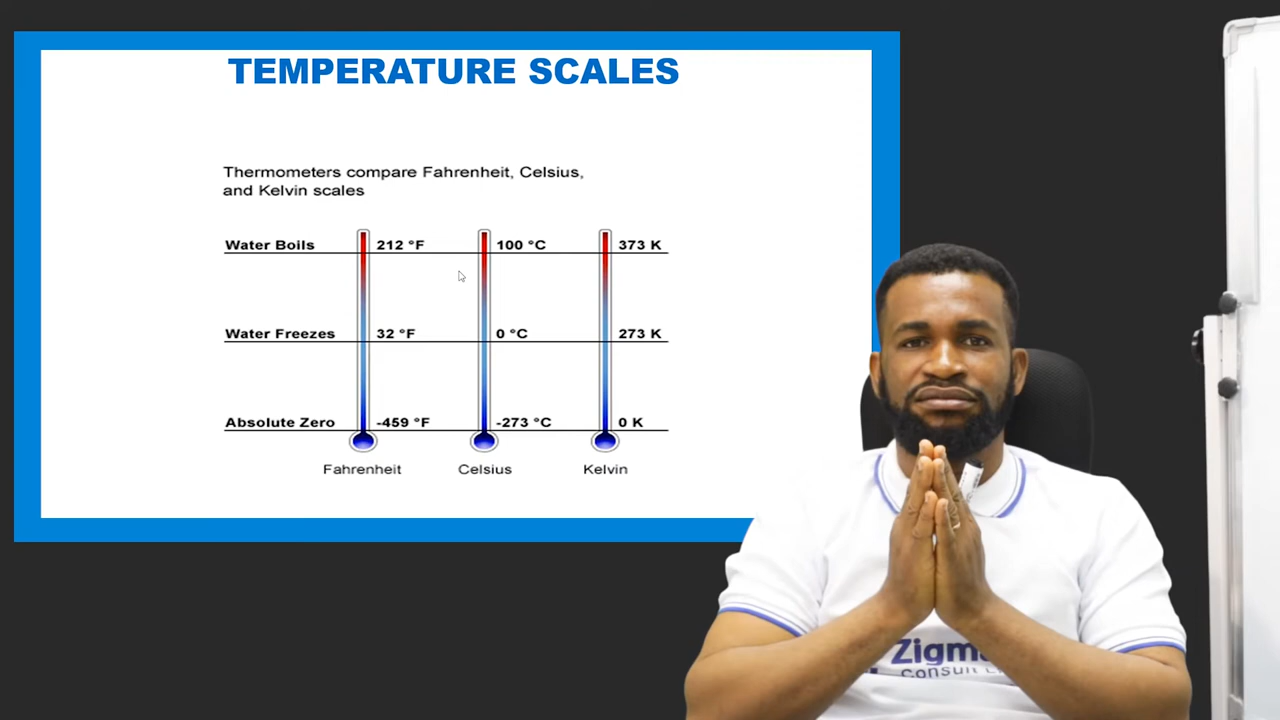 TEMPERATURE SCALES
Thermometers compare Fahrenheit, Celsius,
and Kelvin scales
Water Boils 212 °F 100 °C 373 K
Water Freezes 32 °F 0 °C 273 K
Absolute Zero -459 °F -273 °C 0 K
Fahrenheit Celsius Kelvin
Consult